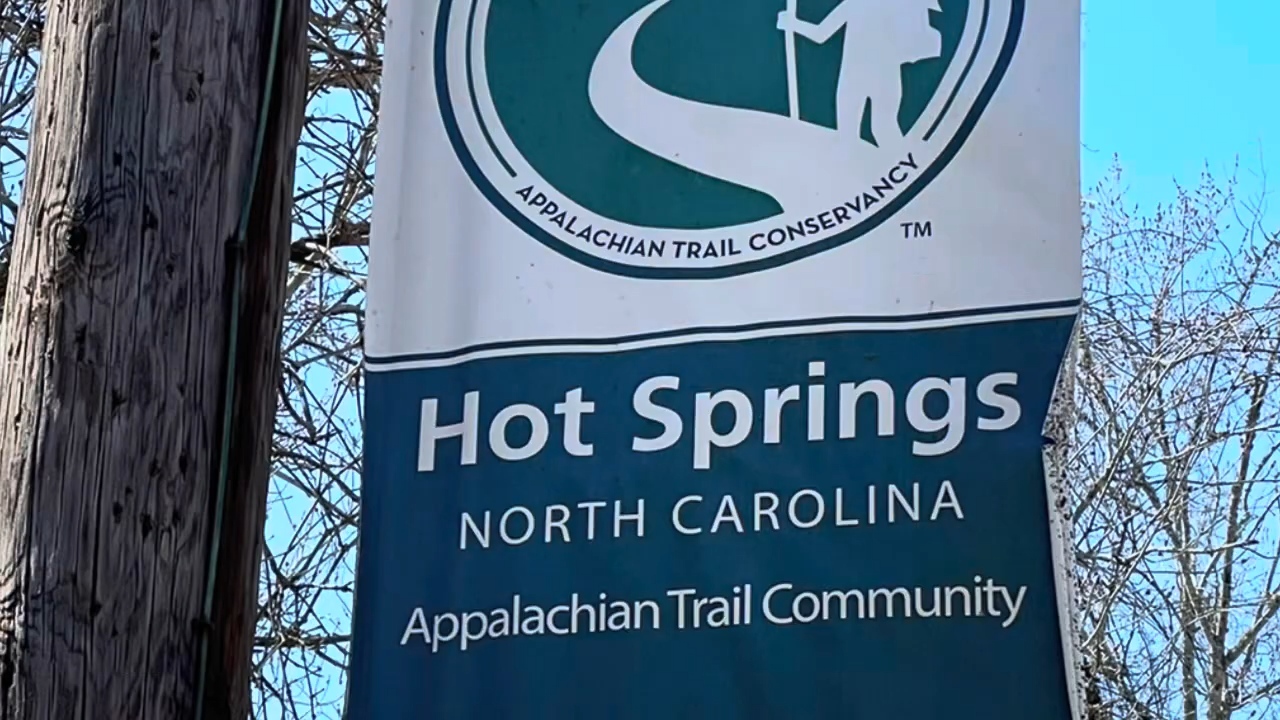 APPALACHIAN TRAIL CONSERVANCY
TM
Hot Springs
NORTH CAROLINA
Appalachian Trail Community